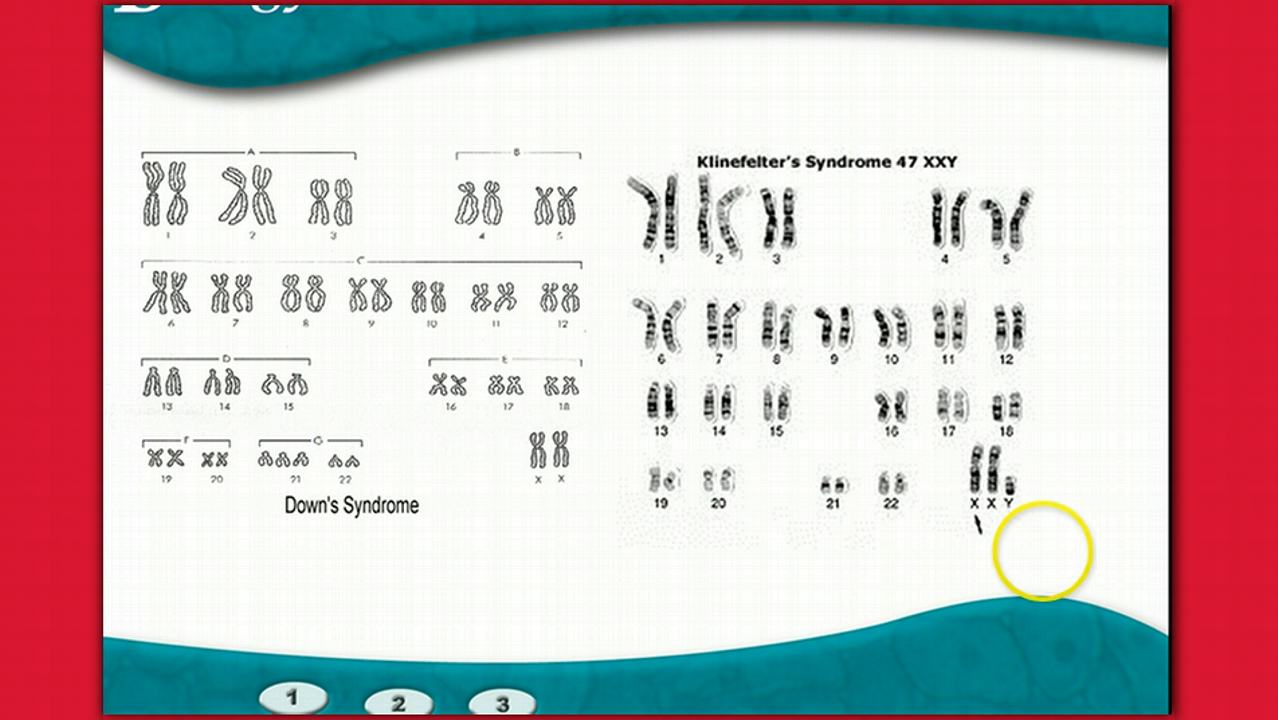 A B
1 2 3 4 5
C
6 7 8 9 10 11 12
D E
13 14 15 16 17 18
F G
19 20 21 22 X X
Down's Syndrome
Klinefelter's Syndrome 47 XXY
1 2 3 4 5
6 7 8 9 10 11 12
13 14 15 16 17 18
19 20 21 22 X X Y
1 2 3